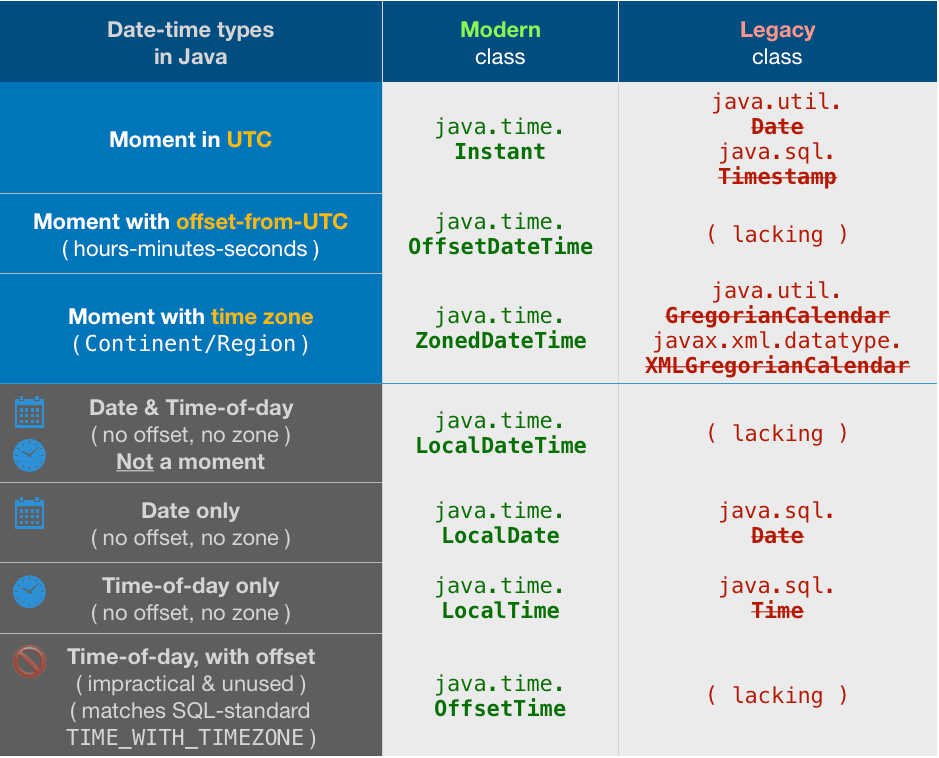 Date-time types
in Java
Modern
class
Legacy
class
Moment in UTC
java.time.
Instant
java.util.
Date
java.sql.
Timestamp
Moment with offset-from-UTC
( hours-minutes-seconds )
java.time.
OffsetDateTime
( lacking )
Moment with time zone
( Continent/Region )
java.time.
ZonedDateTime
java.util.
GregorianCalendar
javax.xml.datatype.
XMLGregorianCalendar
Date & Time-of-day
( no offset, no zone )
Not a moment
java.time.
LocalDateTime
( lacking )
Date only
( no offset, no zone )
java.time.
LocalDate
java.sql.
Date
Time-of-day only
( no offset, no zone )
java.time.
LocalTime
java.sql.
Time
Time-of-day, with offset
( impractical & unused )
( matches SQL-standard
TIME_WITH_TIMEZONE )
java.time.
OffsetTime
( lacking )